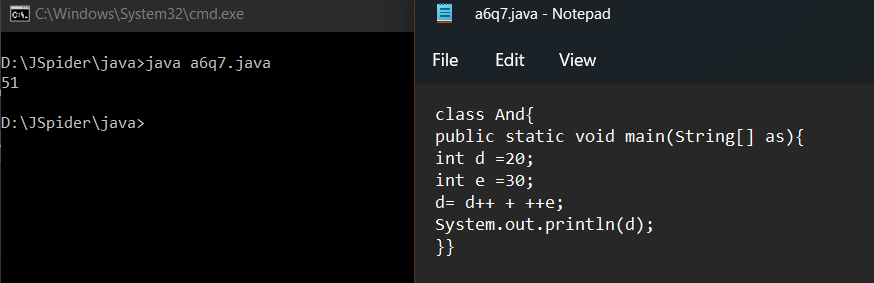 C:\Windows\System32\cmd.exe
D:\JSpider\java>java a6q7.java
51
D:\JSpider\java>
a6q7.java - Notepad
File Edit View
class And{
public static void main(String[] as){
int d =20;
int e =30;
d= d++ + ++e;
System.out.println(d);
}}